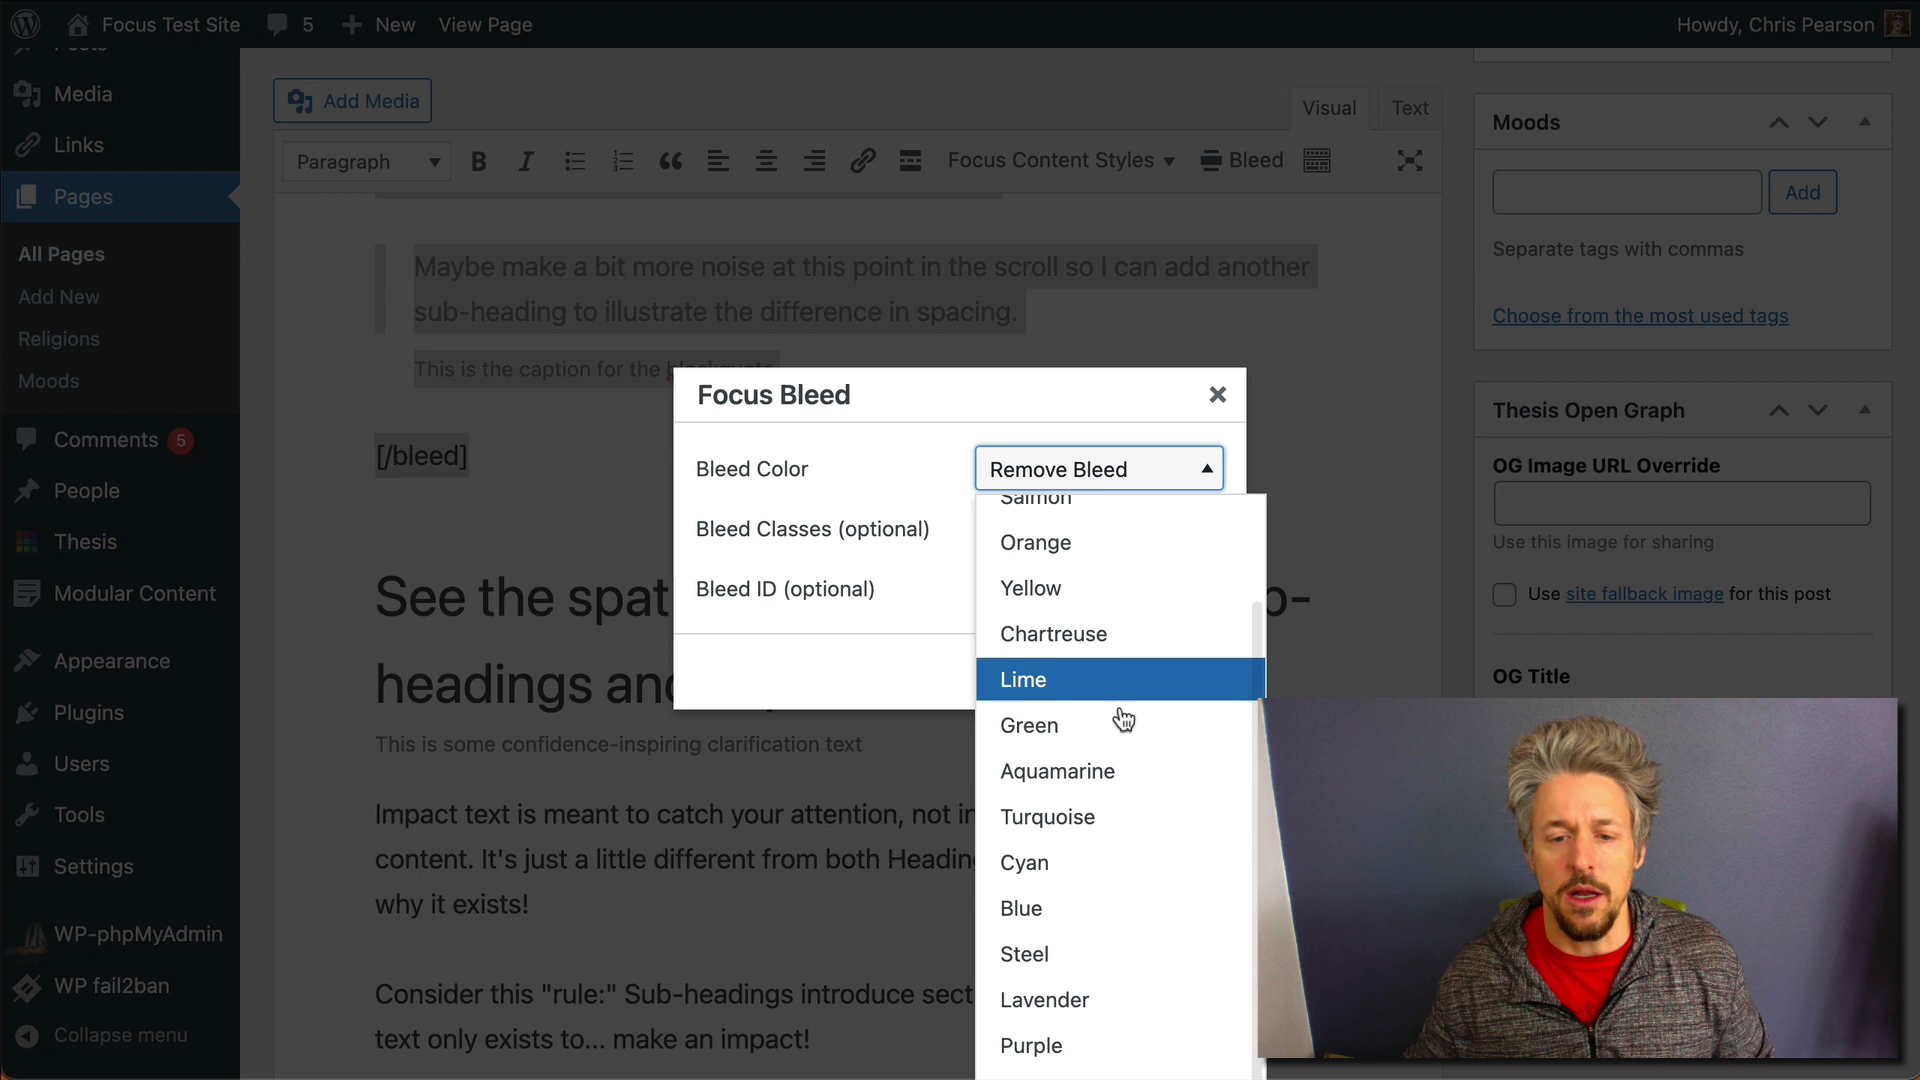 Focus Test Site
5
New
View Page
Howdy, Chris Pearson
Media
Links
Pages
All Pages
Add New
Religions
Moods
Comments 5
People
Thesis
Modular Content
Appearance
Plugins
Users
Tools
Settings
WP-phpMyAdmin
WP fail2ban
Collapse menu
Add Media
Visual
Text
Paragraph
Focus Content Styles
Bleed
Maybe make a bit more noise at this point in the scroll so I can add another
sub-heading to illustrate the difference in spacing.
This is the caption for the blockquote
[/bleed]
See the spat
b-
headings and
This is some confidence-inspiring clarification text
Impact text is meant to catch your attention, not in
content. It's just a little different from both Heading
why it exists!
Consider this "rule:" Sub-headings introduce sect
text only exists to... make an impact!
Focus Bleed
Bleed Color
Remove Bleed
Bleed Classes (optional)
Bleed ID (optional)
Salmon
Orange
Yellow
Chartreuse
Lime
Green
Aquamarine
Turquoise
Cyan
Blue
Steel
Lavender
Purple
Moods
Add
Separate tags with commas
Choose from the most used tags
Thesis Open Graph
OG Image URL Override
Use this image for sharing
Use site fallback image for this post
OG Title